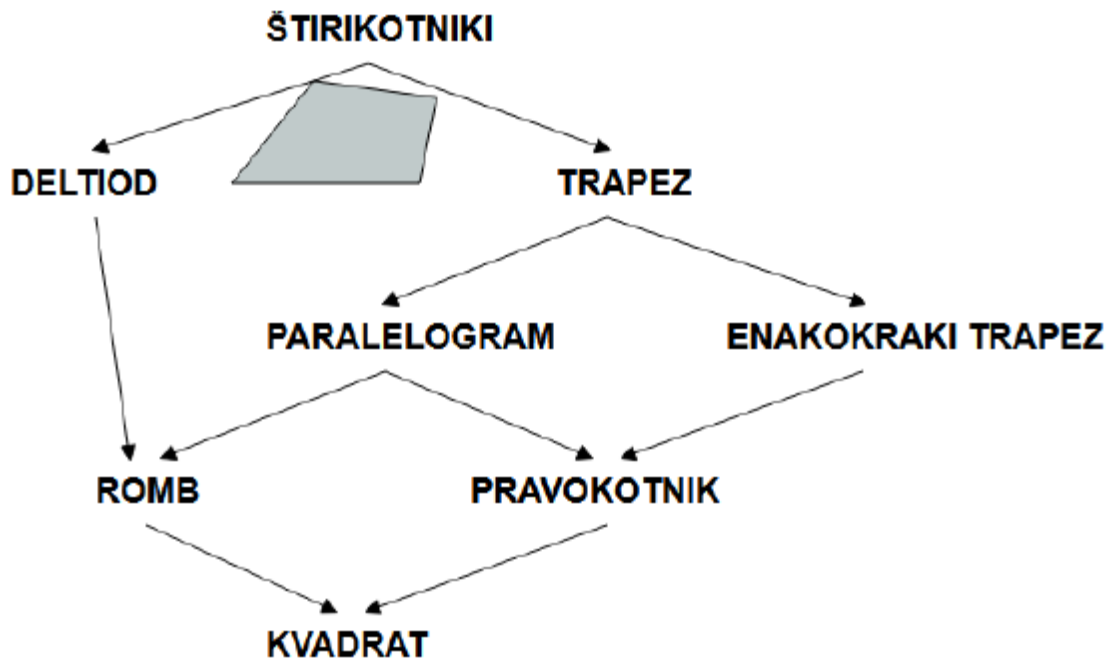 ŠTIRIKOTNIKI
DELTIOD
TRAPEZ
PARALELOGRAM
ENAKOKRAKI TRAPEZ
ROMB
PRAVOKOTNIK
KVADRAT